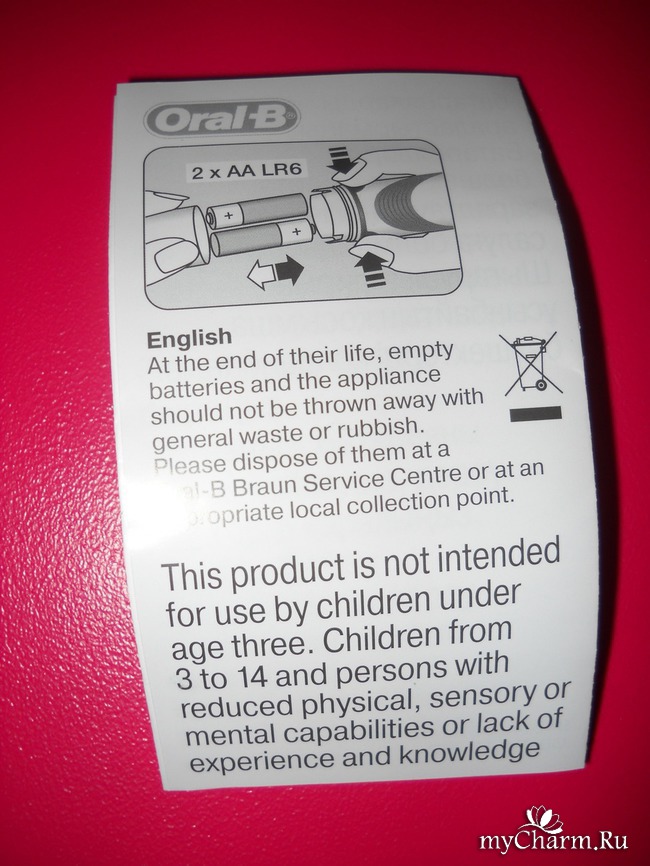 Oral-B
2 x AA LR6
+
+
English
At the end of their life, empty
batteries and the appliance
should not be thrown away with
general waste or rubbish.
Please dispose of them at a
Oral-B Braun Service Centre or at an
appropriate local collection point.
This product is not intended
for use by children under
age three. Children from
3 to 14 and persons with
reduced physical, sensory or
mental capabilities or lack of
experience and knowledge
myCharm.Ru